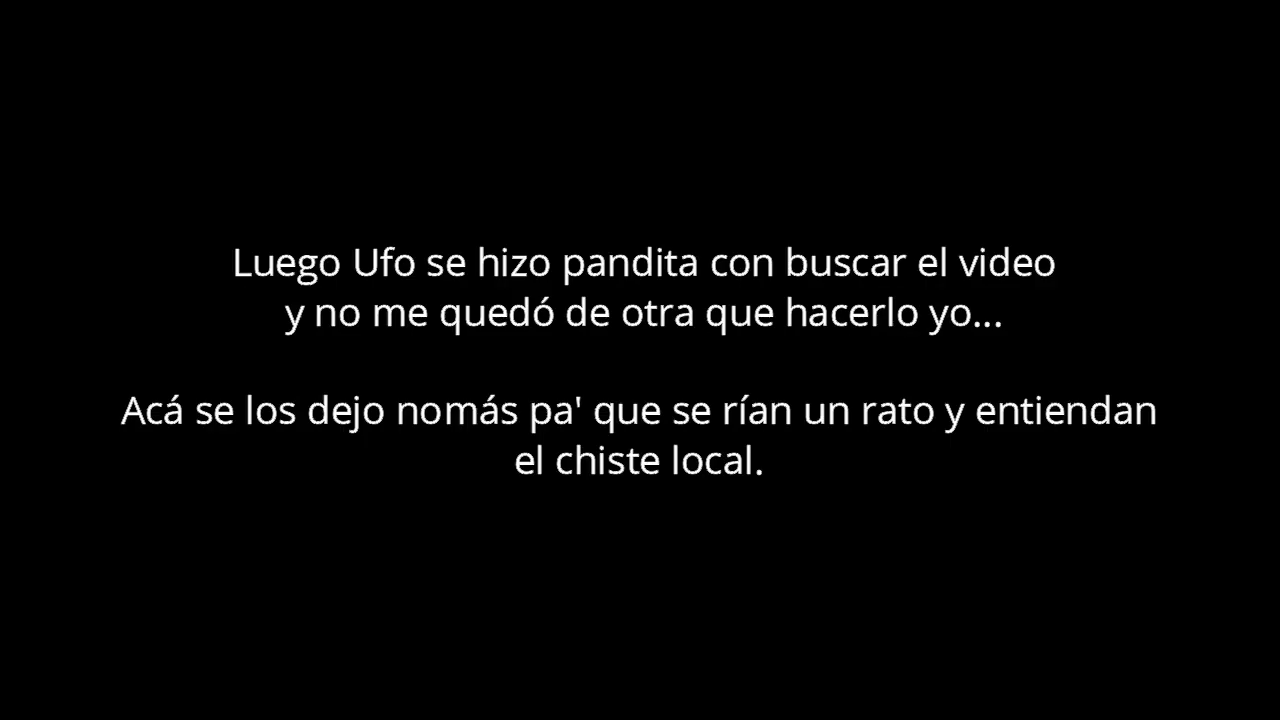 Luego Ufo se hizo pandita con buscar el video
y no me quedó de otra que hacerlo yo...
Acá se los dejo nomás pa' que se rían un rato y entiendan
el chiste local.